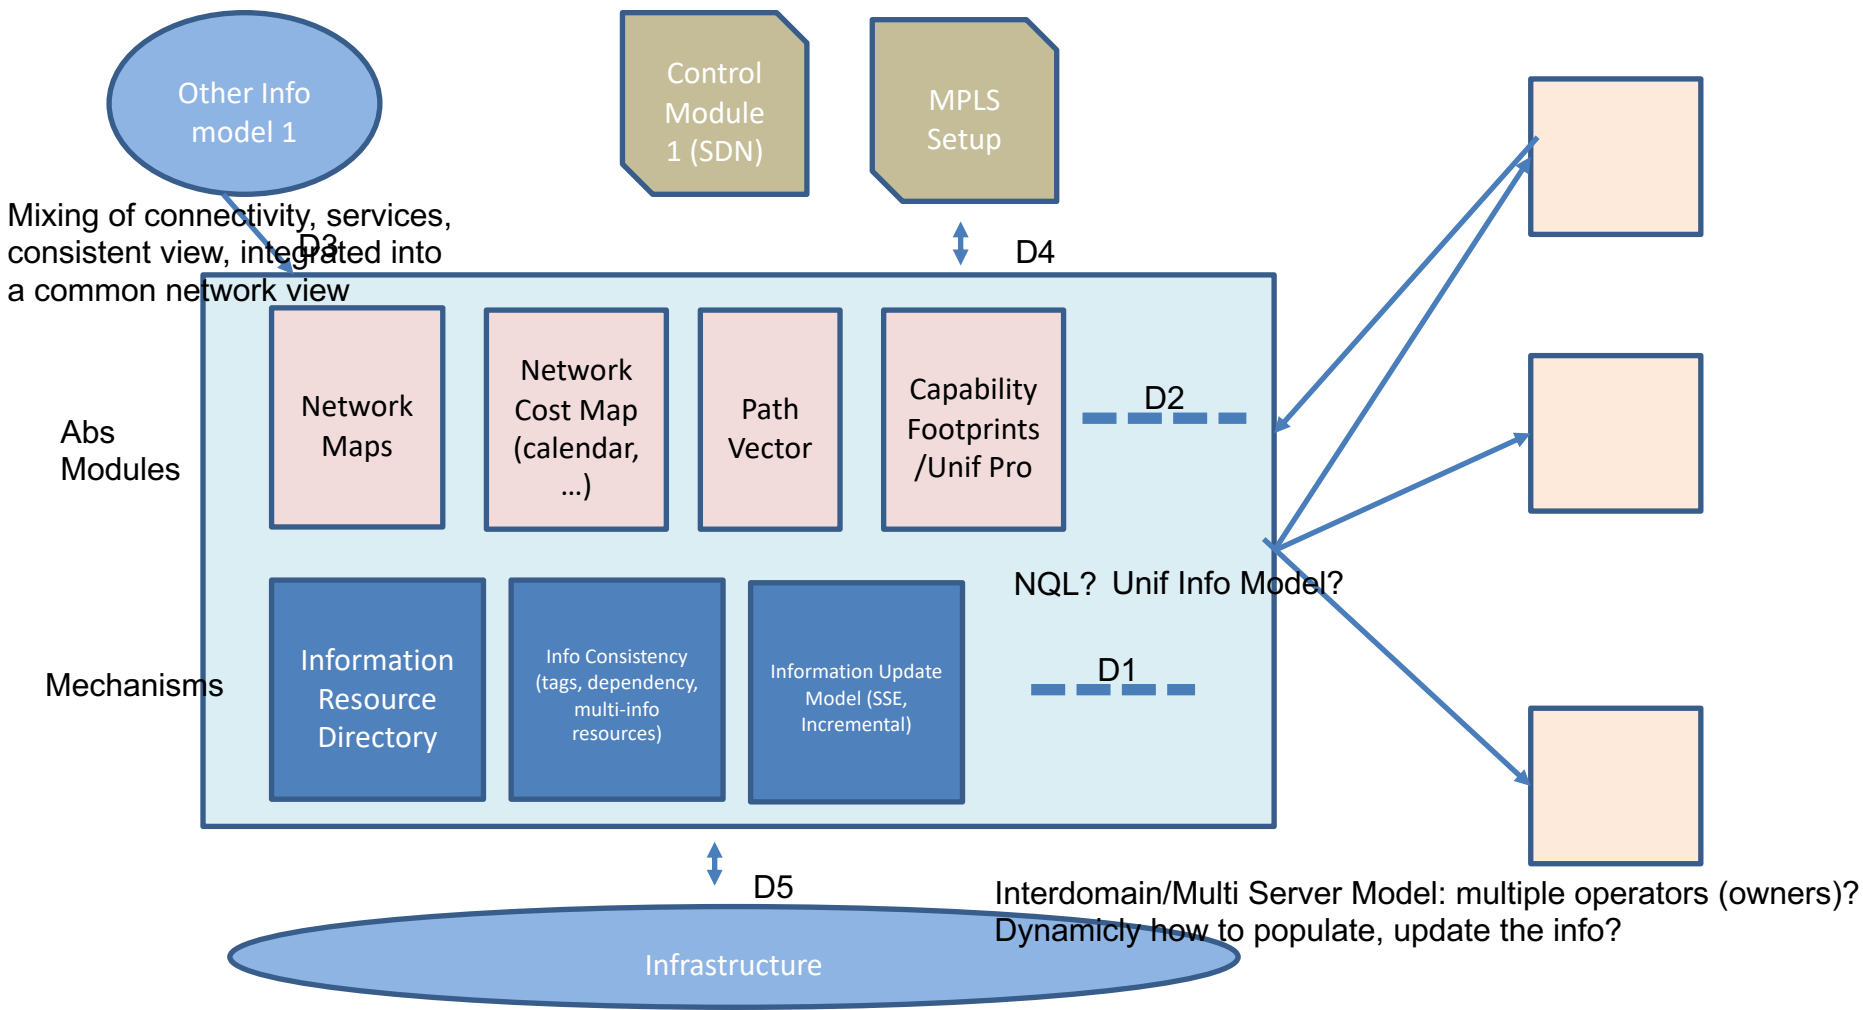 Other Info
model 1
Control
Module
1 (SDN)
MPLS
Setup
Mixing of connectivity, services,
consistent view, integrated into
a common network view
D3
D4
Abs
Modules
Network
Maps
Network
Cost Map
(calendar,
...)
Path
Vector
Capability
Footprints
/Unif Pro
D2
NQL?  Unif Info Model?
Mechanisms
Information
Resource
Directory
Info Consistency
(tags, dependency,
multi-info
resources)
Information Update
Model (SSE,
Incremental)
D1
D5
Interdomain/Multi Server Model: multiple operators (owners)?
Dynamicly how to populate, update the info?
Infrastructure